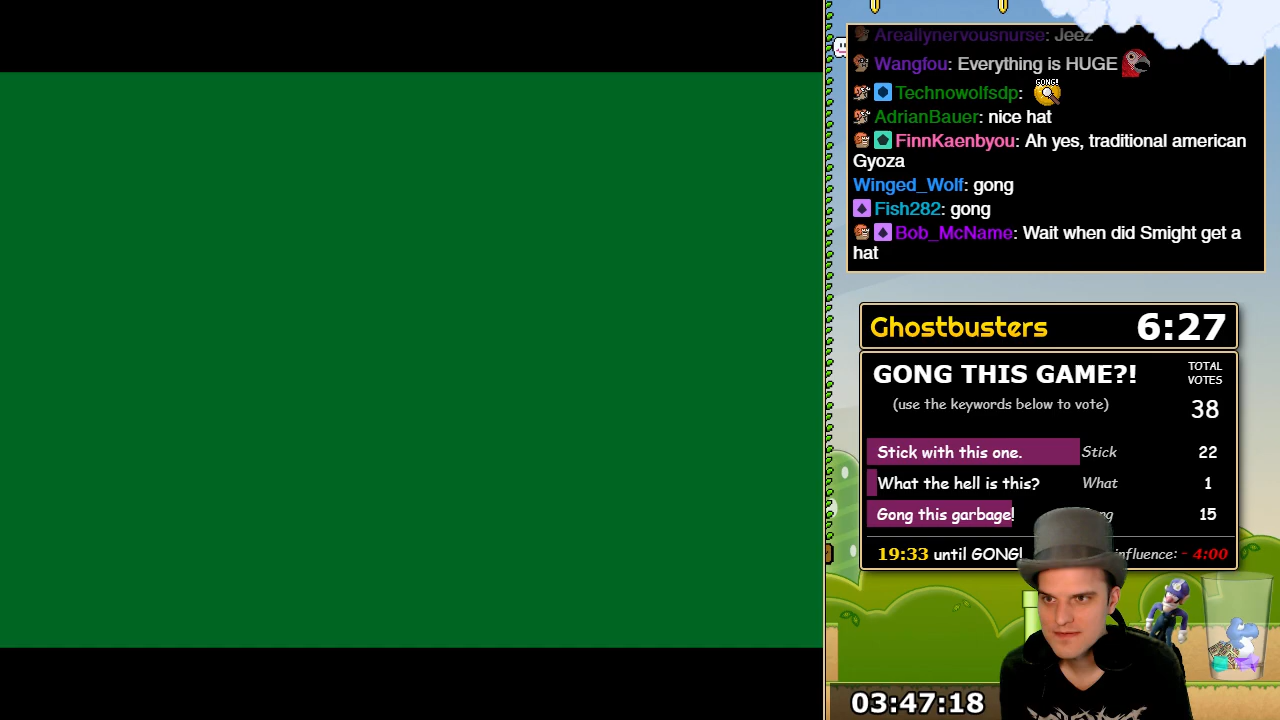 Areallynervousnurse: Jeez
Wangfou: Everything is HUGE
GONG!
Technowolfsdp:
AdrianBauer: nice hat
FinnKaenbyou: Ah yes, traditional american
Gyoza
Winged_Wolf: gong
Fish282: gong
Bob_McName: Wait when did Smight get a
hat
Ghostbusters 6:27
GONG THIS GAME?! TOTAL
VOTES
(use the keywords below to vote) 38
Stick with this one. Stick 22
What the hell is this? What 1
Gong this garbage! 15
19:33 until GONG! influence: - 4:00
03:47:18